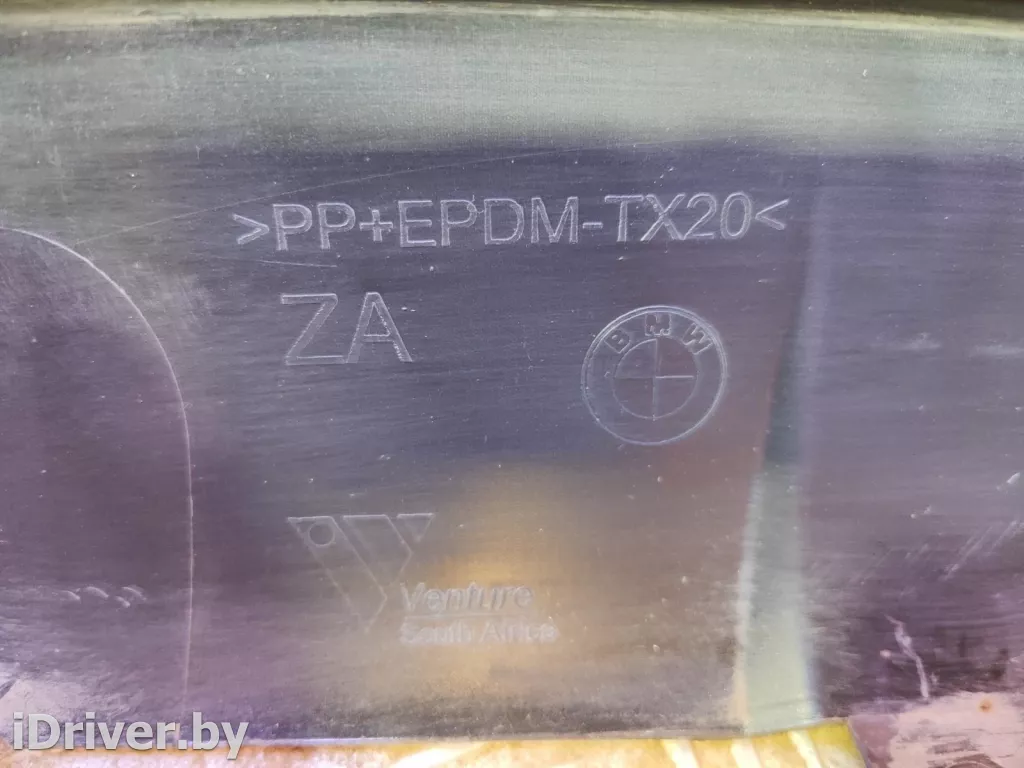 >PP+EPDM-TX20<
ZA
BMW
Venture
South Africa
iDriver.by